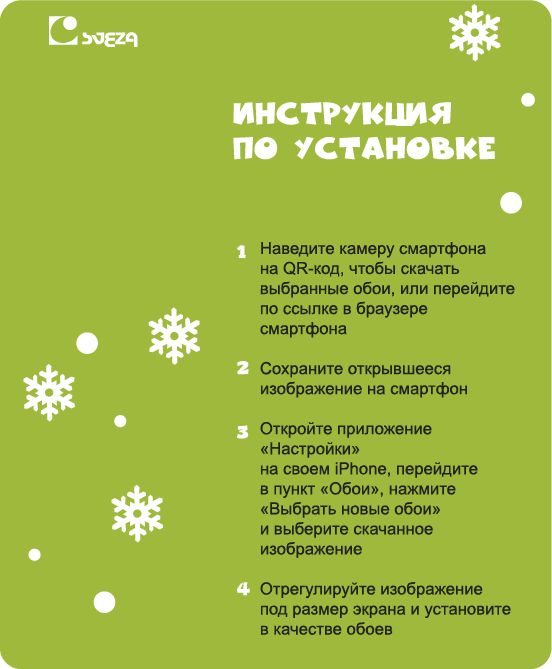 SVEZA
ИНСТРУКЦИЯ
ПО УСТАНОВКЕ
1 Наведите камеру смартфона
на QR-код, чтобы скачать
выбранные обои, или перейдите
по ссылке в браузере
смартфона
2 Сохраните открывшееся
изображение на смартфон
3 Откройте приложение
«Настройки»
на своем iPhone, перейдите
в пункт «Обои», нажмите
«Выбрать новые обои»
и выберите скачанное
изображение
4 Отрегулируйте изображение
под размер экрана и установите
в качестве обоев